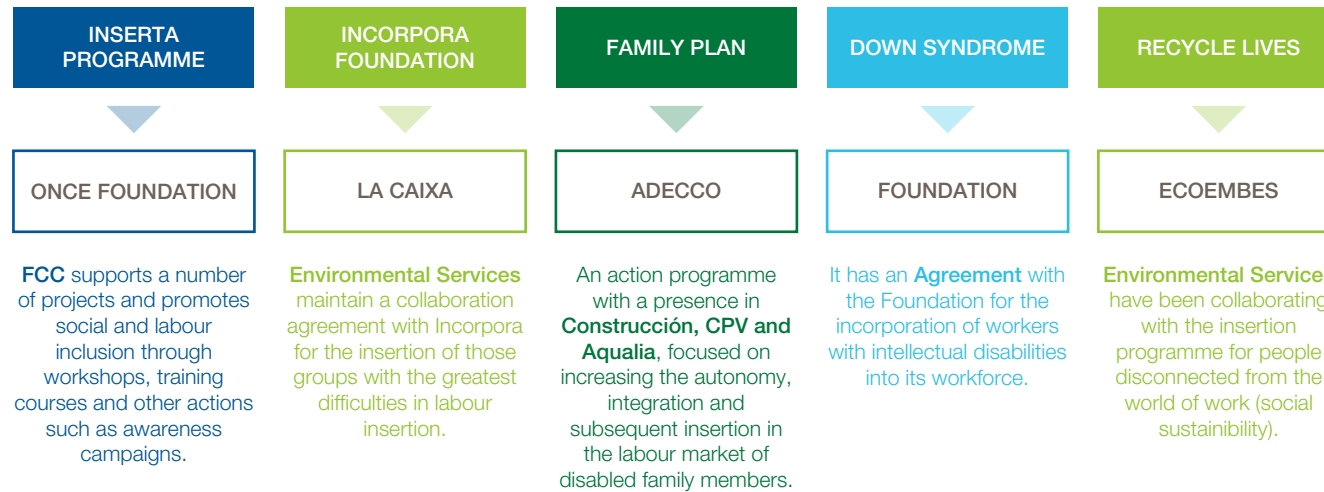 INSERTA
PROGRAMME
ONCE FOUNDATION
FCC supports a number
of projects and promotes
social and labour
inclusion through
workshops, training
courses and other actions
such as awareness
campaigns.
INCORPORA
FOUNDATION
LA CAIXA
Environmental Services
maintain a collaboration
agreement with Incorpora
for the insertion of those
groups with the greatest
difficulties in labour
insertion.
FAMILY PLAN
ADECCO
An action programme
with a presence in
Construcción, CPV and
Aqualia, focused on
increasing the autonomy,
integration and
subsequent insertion in
the labour market of
disabled family members.
DOWN SYNDROME
FOUNDATION
It has an Agreement with
the Foundation for the
incorporation of workers
with intellectual disabilities
into its workforce.
RECYCLE LIVES
ECOEMBES
Environmental Service
have been collaborating
with the insertion
programme for people
disconnected from the
world of work (social
sustainibility).